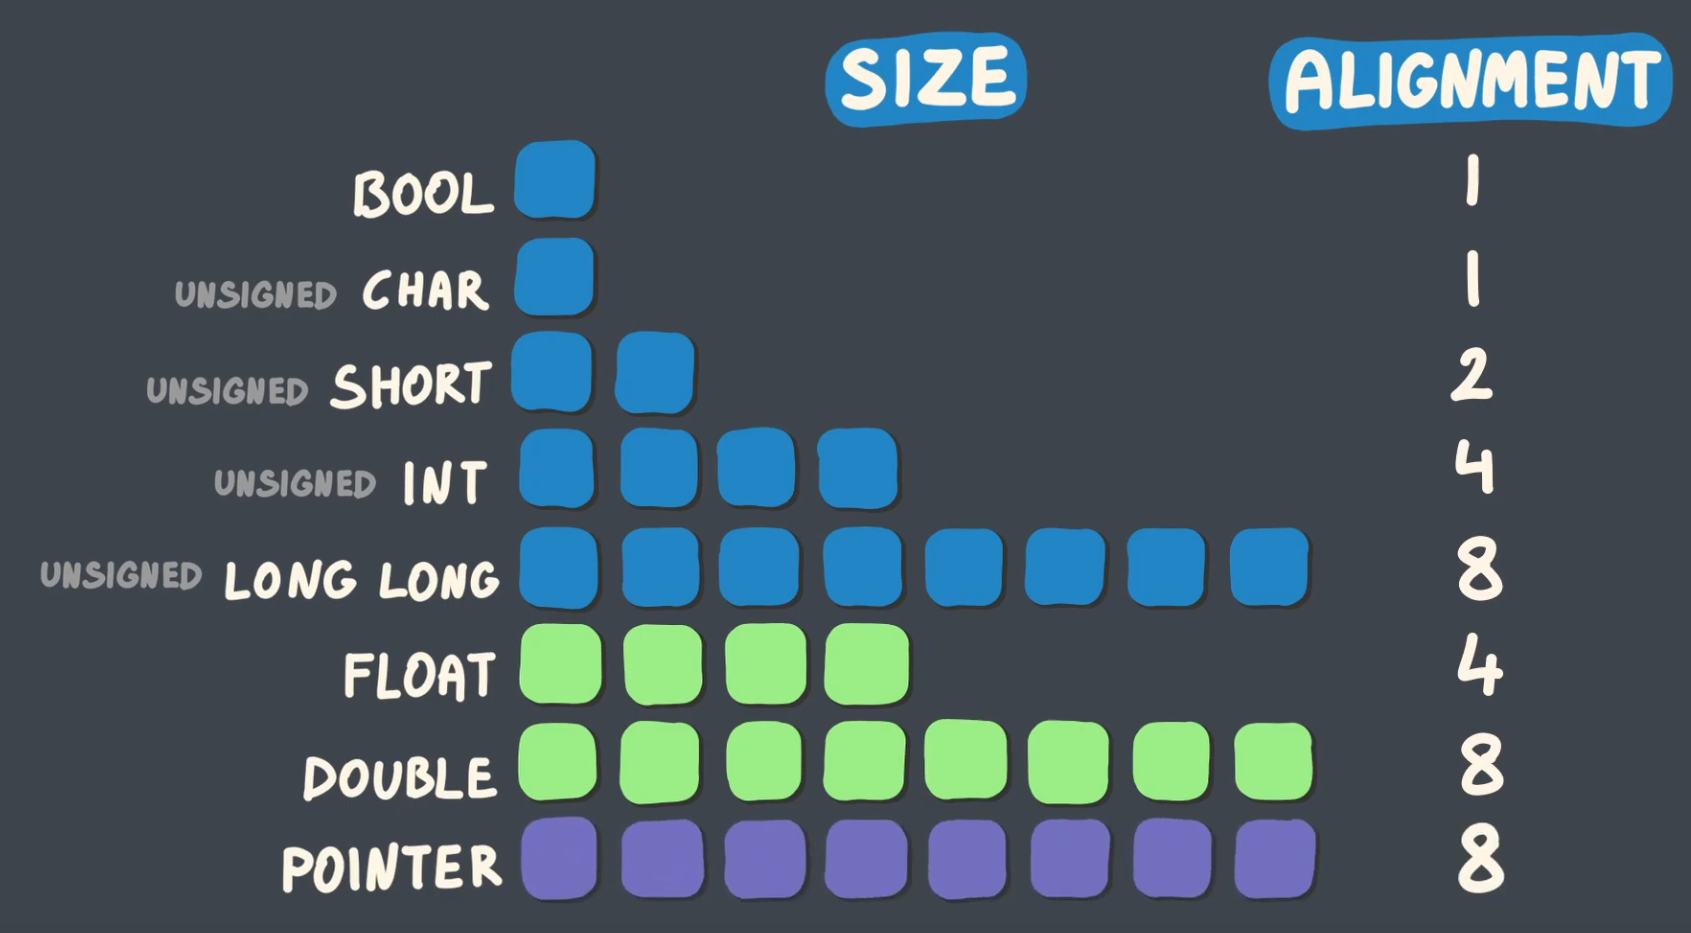 SIZE ALIGNMENT
BOOL 1
UNSIGNED CHAR 1
UNSIGNED SHORT 2
UNSIGNED INT 4
UNSIGNED LONG LONG 8
FLOAT 4
DOUBLE 8
POINTER 8